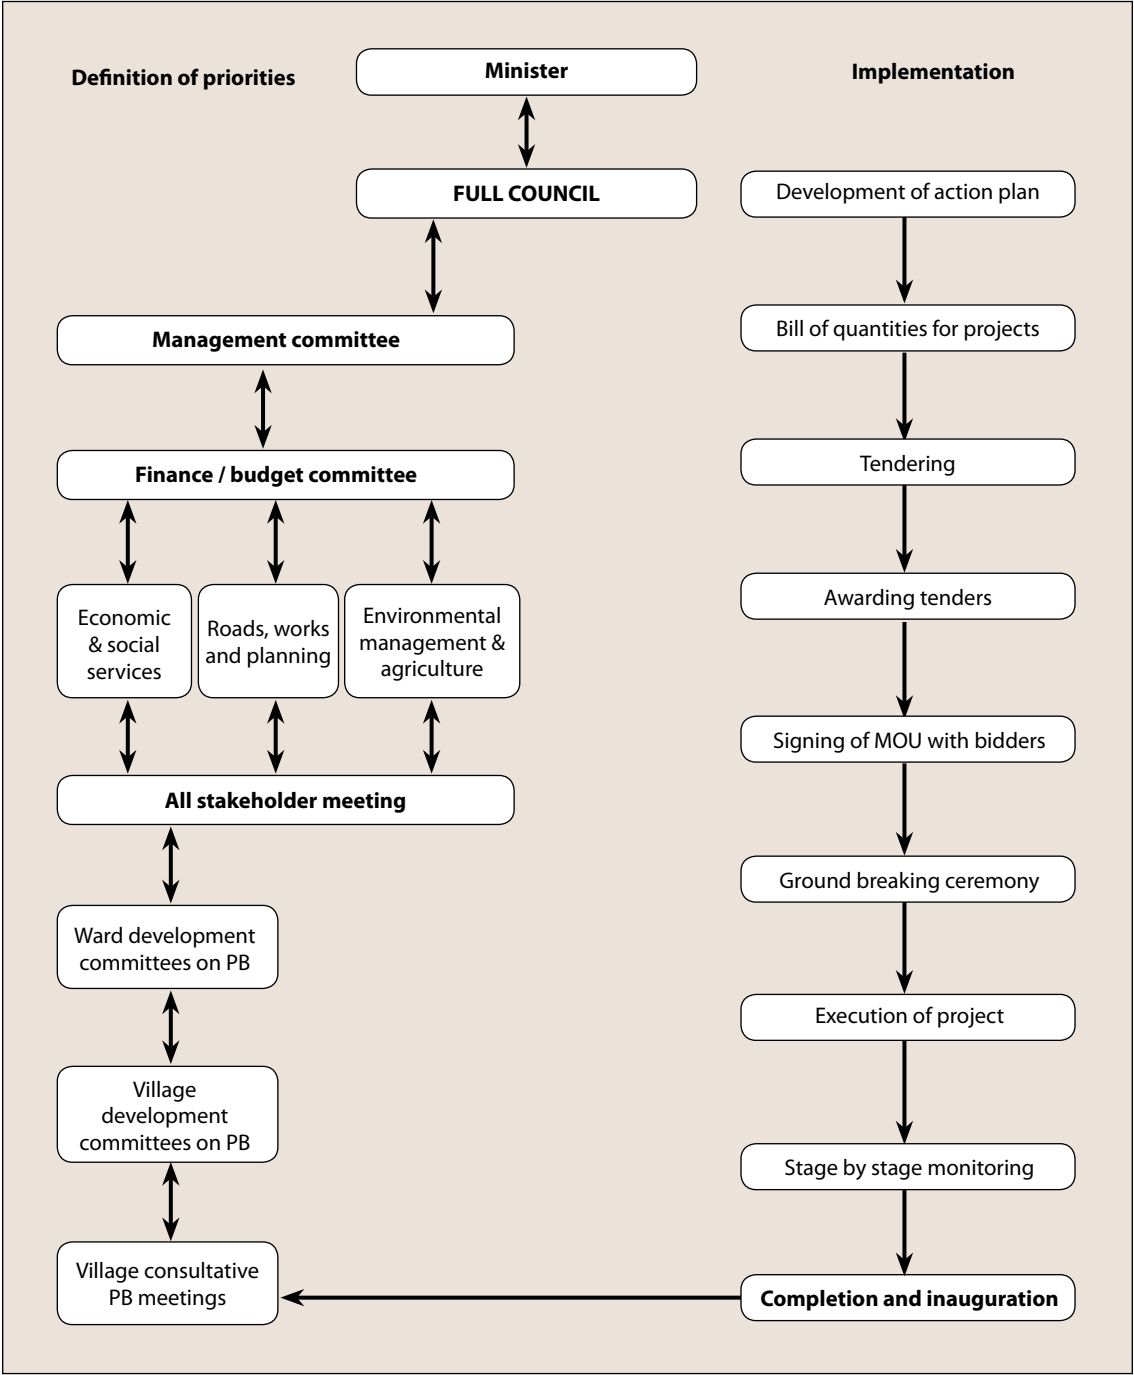 Definition of priorities
Minister
FULL COUNCIL
Management committee
Finance / budget committee
Economic
& social
services
Roads, works
and planning
Environmental
management &
agriculture
All stakeholder meeting
Ward development
committees on PB
Village
development
committees on PB
Village consultative
PB meetings
Implementation
Development of action plan
Bill of quantities for projects
Tendering
Awarding tenders
Signing of MOU with bidders
Ground breaking ceremony
Execution of project
Stage by stage monitoring
Completion and inauguration